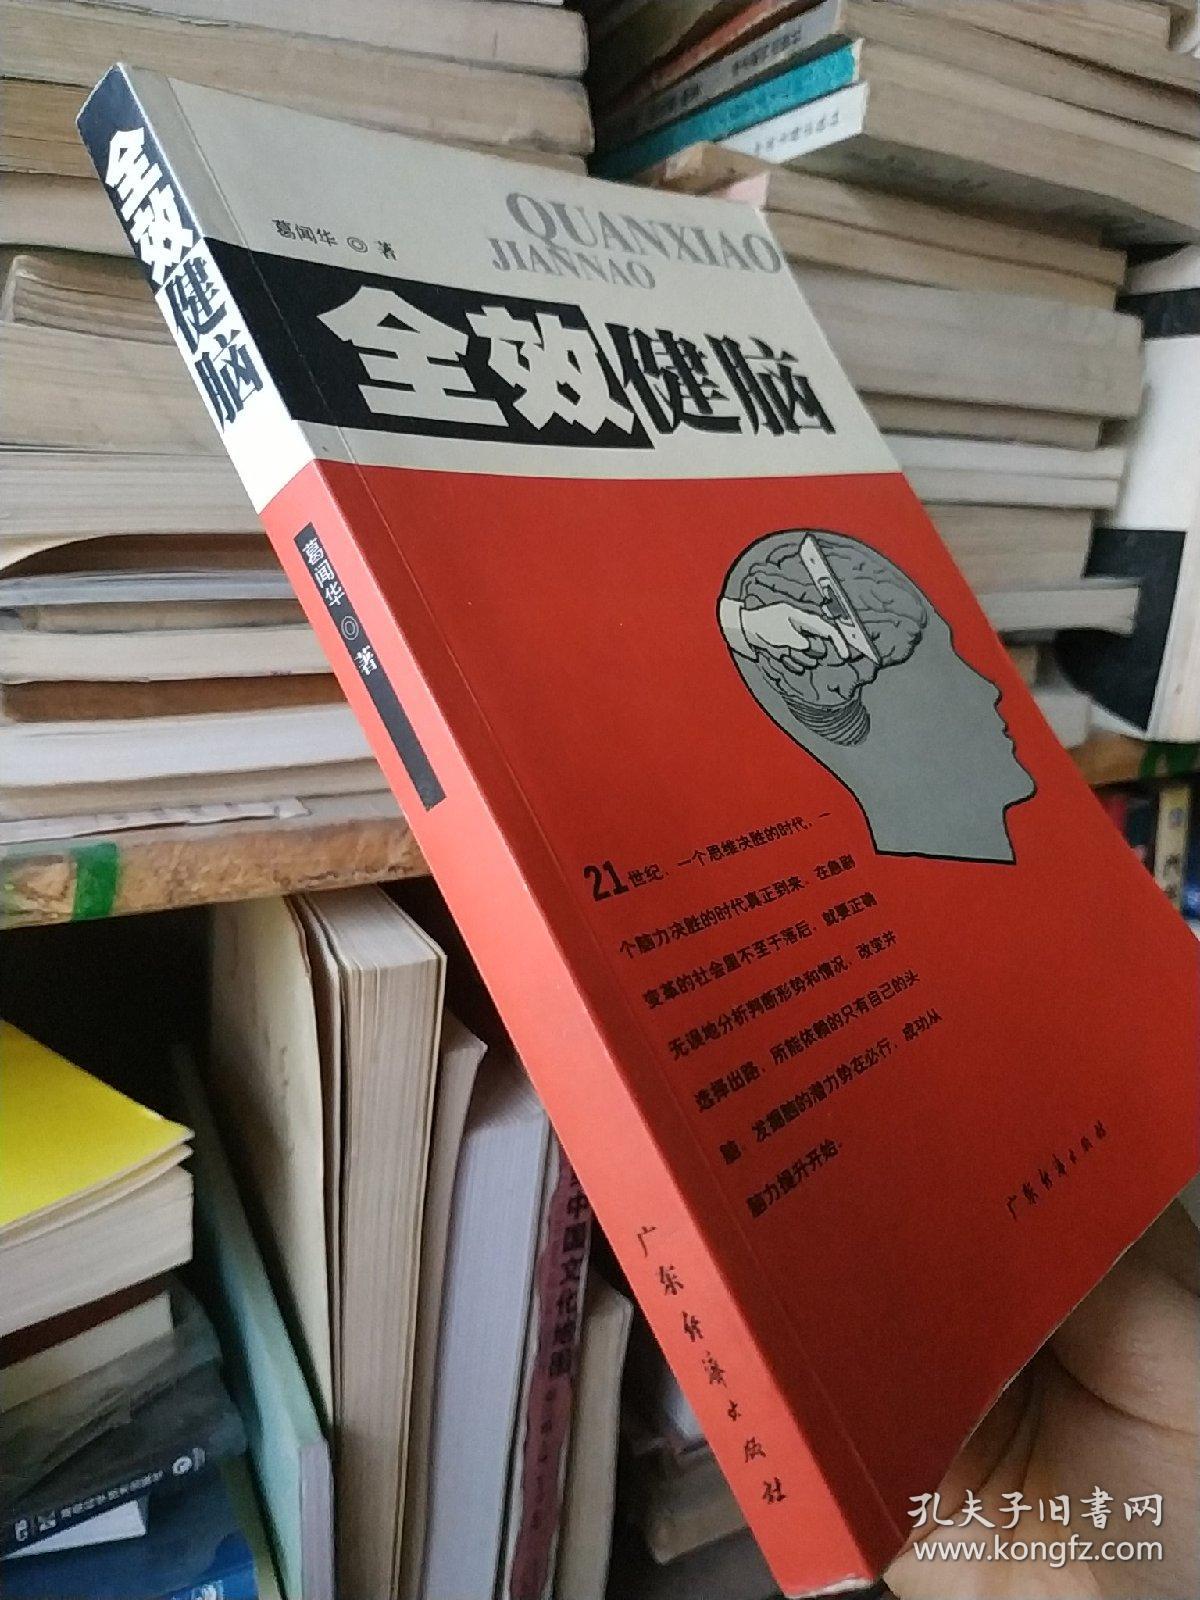 葛闻华 ◎ 著
QUANXIAO
JIANNAO
全效健脑
21世纪，一个思维决胜的时代，一
个脑力决胜的时代真正到来。在急剧
变革的社会里不至于落后，就要正确
无误地分析判断形势和情况，改变并
选择出路，所能依赖的只有自己的头
脑。发掘脑的潜力势在必行，成功从
脑力提升开始。
广东经济出版社
全效健脑
葛闻华 ◎ 著
广东经济出版社
中国文化地图
孔夫子旧书网
www.kongfz.com